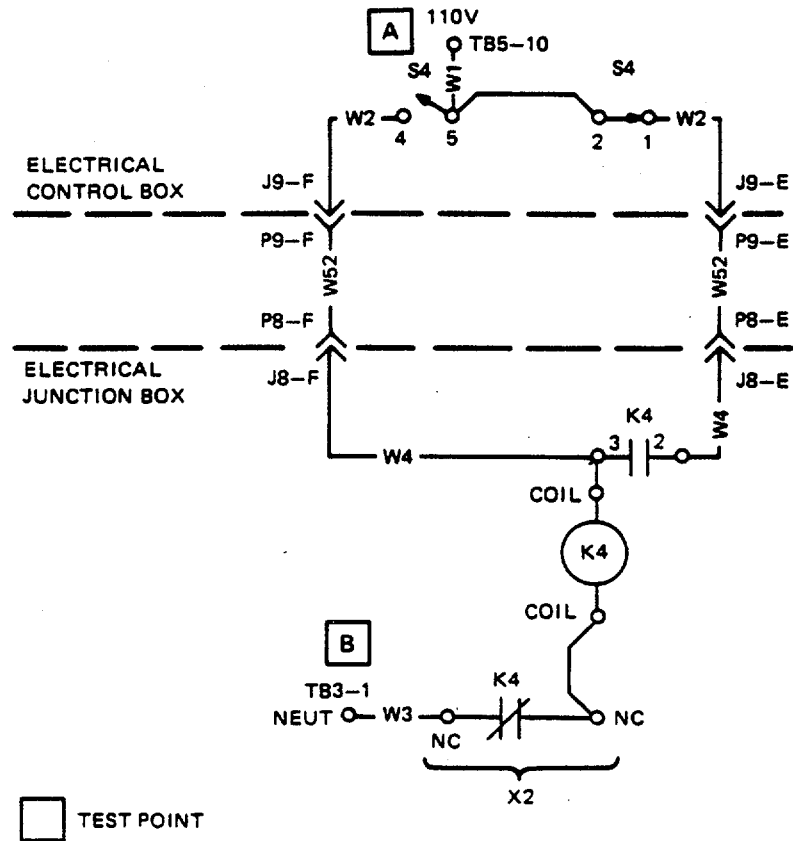 A
110V
TB5-10
S4
W1
S4
W2
4
5
2
1
W2
ELECTRICAL
CONTROL BOX
J9-F
J9-E
P9-F
P9-E
W52
W52
P8-F
P8-E
ELECTRICAL
JUNCTION BOX
J8-F
J8-E
K4
W4
W4
3
2
COIL
K4
COIL
B
TB3-1
K4
NEUT
W3
NC
NC
X2
TEST POINT